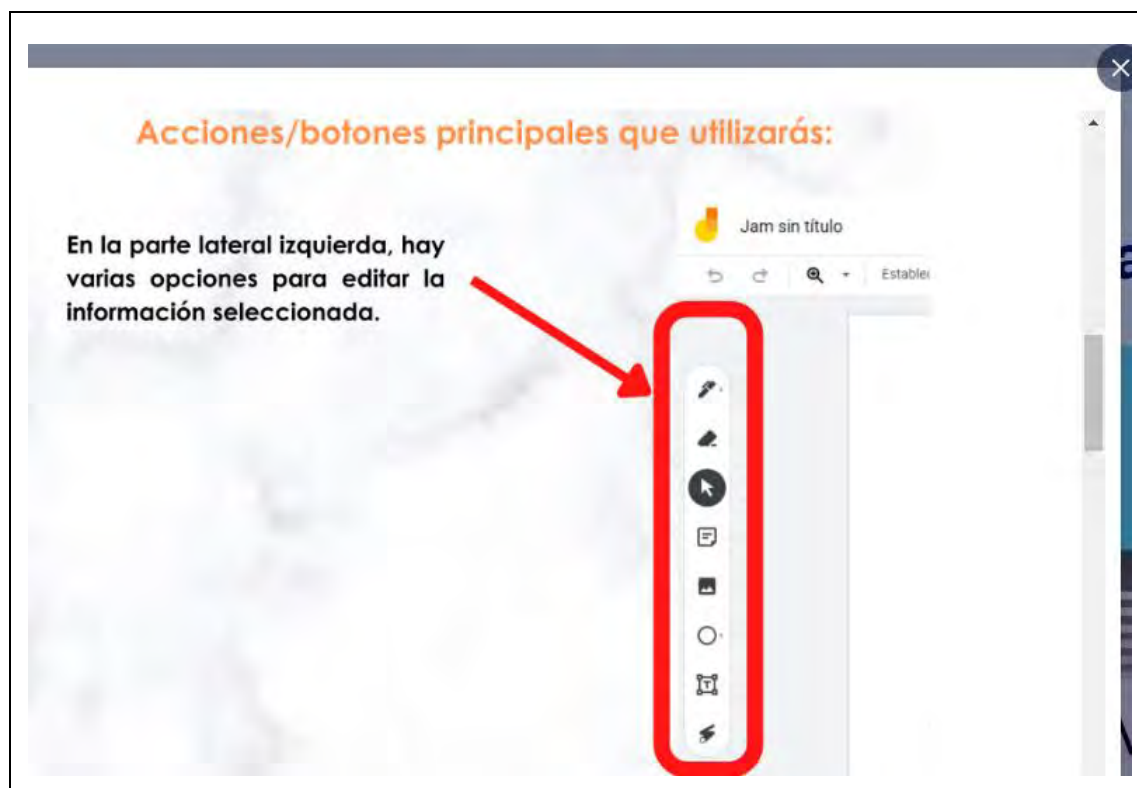 Acciones/botones principales que utilizarás:
En la parte lateral izquierda, hay
varias opciones para editar la
información seleccionada.
Jam sin título